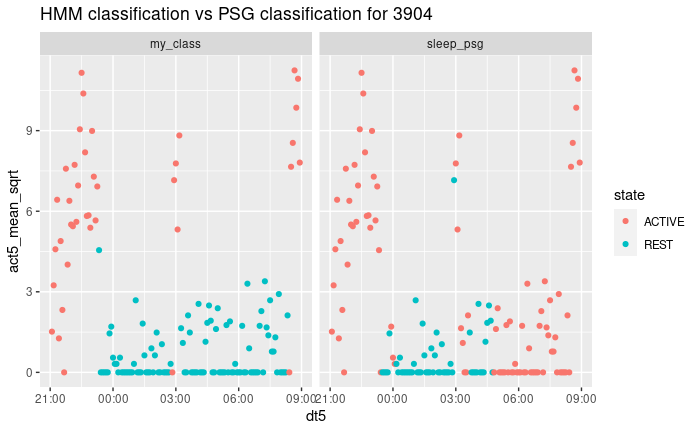 HMM classification vs PSG classification for 3904
my_class
sleep_psg
act5_mean_sqrt
9
6
3
0
21:00
00:00
03:00
06:00
09:00
21:00
00:00
03:00
06:00
09:00
dt5
state
ACTIVE
REST